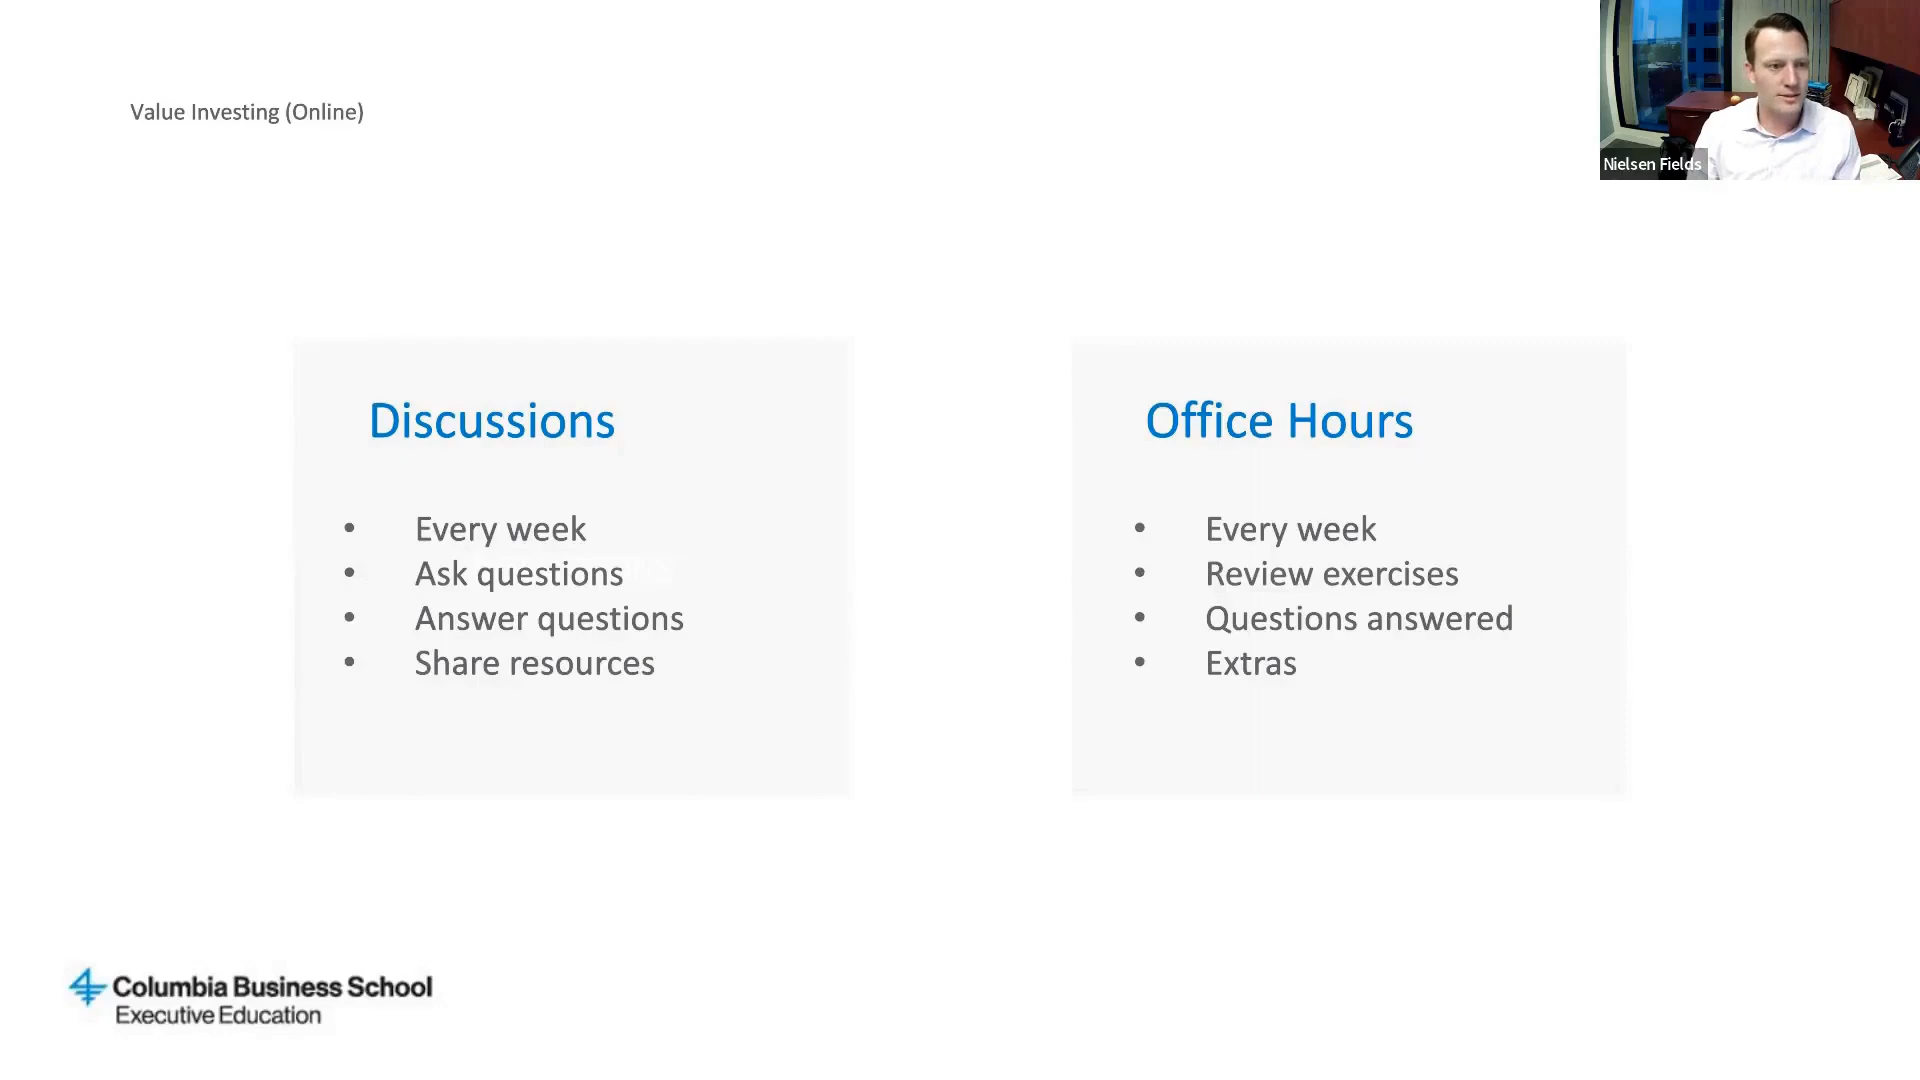 Value Investing (Online)
Nielsen Fields
Discussions
• Every week
• Ask questions
• Answer questions
• Share resources
Office Hours
• Every week
• Review exercises
• Questions answered
• Extras
Columbia Business School
Executive Education